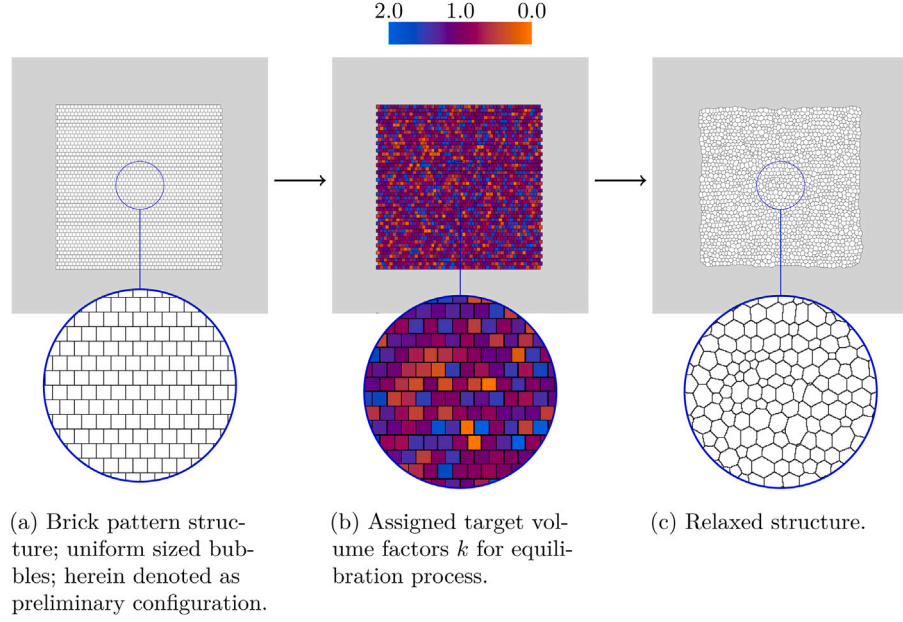 2.0 1.0 0.0
(a) Brick pattern struc-
ture; uniform sized bub-
bles; herein denoted as
preliminary configuration.
(b) Assigned target vol-
ume factors k for equili-
bration process.
(c) Relaxed structure.